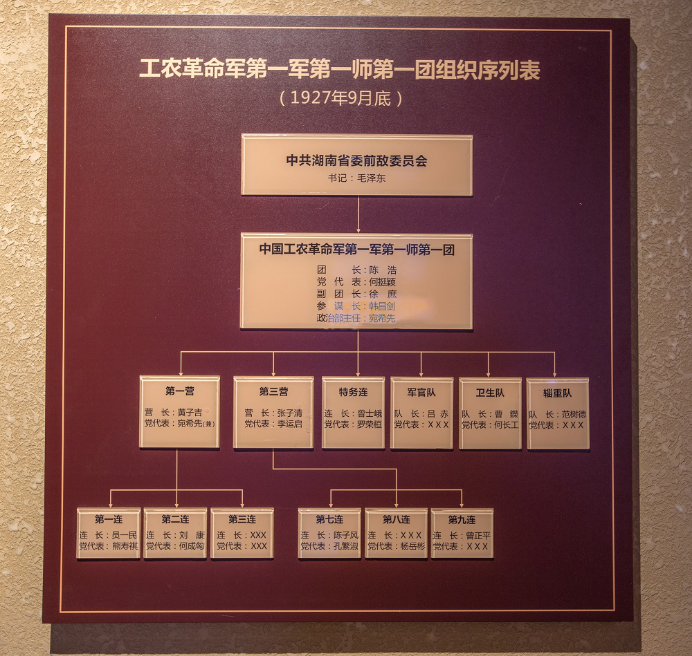 工农革命军第一军第一师第一团组织序列表
（1927年9月底）
中共湖南省委前敌委员会
书记：毛泽东
中国工农革命军第一军第一师第一团
团 长：陈 浩
党 代 表：何挺颖
副 团 长：徐 庶
参 谋 长：韩昌剑
政治部主任：宛希先
第一营
营 长：黄子吉
党代表：宛希先(兼)
第三营
营 长：张子清
党代表：李运启
特务连
连 长：曾士峨
党代表：罗荣桓
军官队
队 长：吕 赤
党代表：X X X
卫生队
队 长：曹 嵘
党代表：何长工
辎重队
队 长：范树德
党代表：X X X
第一连
连 长：员一民
党代表：熊寿祺
第二连
连 长：刘 康
党代表：何成匈
第三连
连 长：XXX
党代表：XXX
第七连
连 长：陈子风
党代表：孔繁淑
第八连
连 长：X X X
党代表：杨岳彬
第九连
连 长：曾正平
党代表：X X X